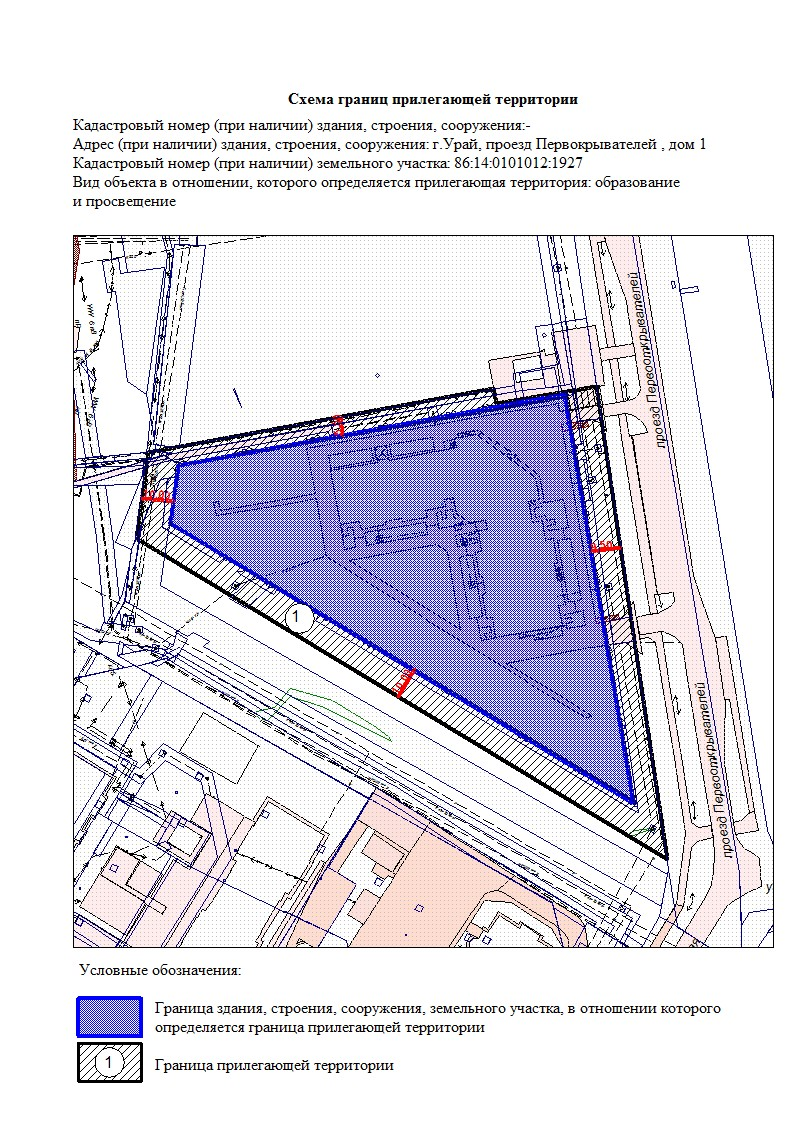 Схема границ прилегающей территории
Кадастровый номер (при наличии) здания, строения, сооружения:-
Адрес (при наличии) здания, строения, сооружения: г.Урай, проезд Первокрывателей , дом 1
Кадастровый номер (при наличии) земельного участка: 86:14:0101012:1927
Вид объекта в отношении, которого определяется прилегающая территория: образование
и просвещение
проезд Первооткрывателей
1
проезд Первооткрывателей
у
Условные обозначения:
Граница здания, строения, сооружения, земельного участка, в отношении которого
определяется граница прилегающей территории
1
Граница прилегающей территории